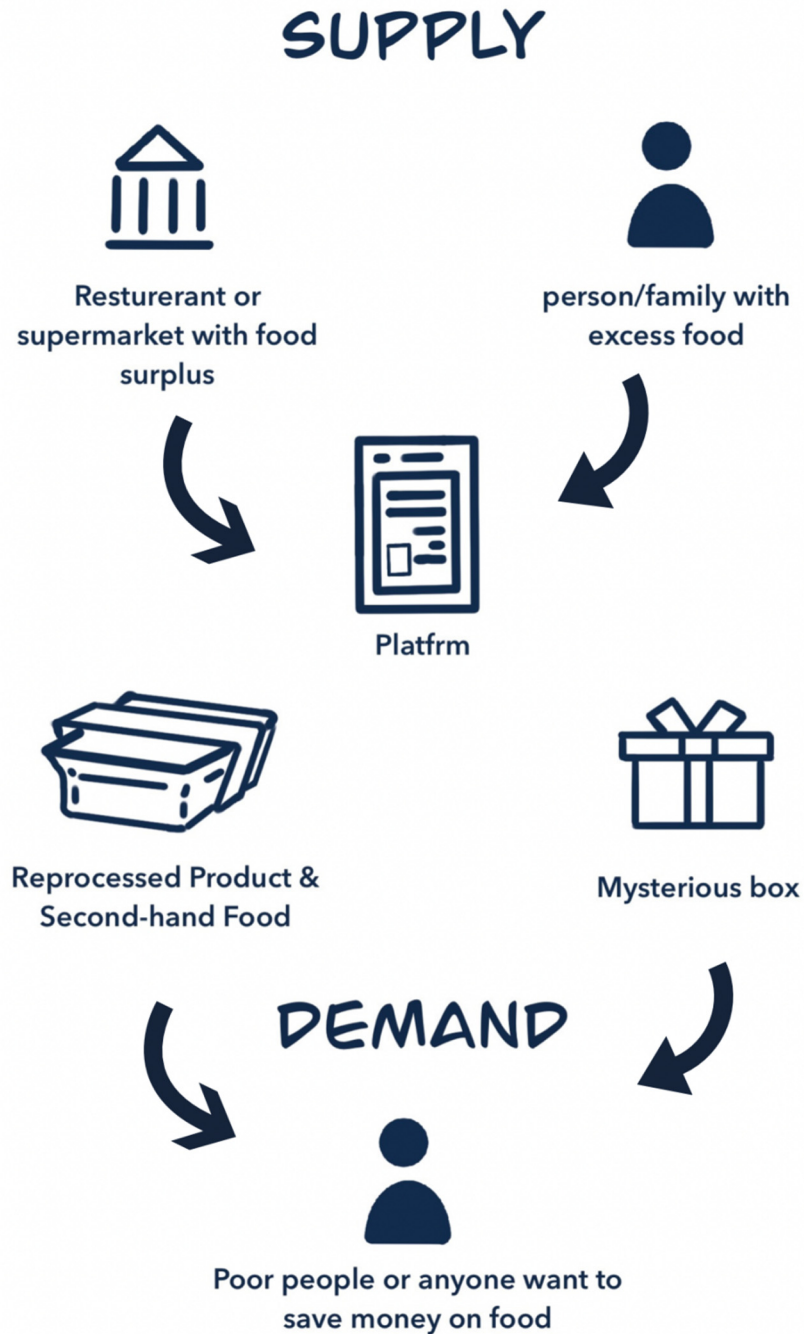 SUPPLY
Resturerant or
supermarket with food
surplus
person/family with
excess food
Platfrm
Reprocessed Product &
Second-hand Food
Mysterious box
DEMAND
Poor people or anyone want to
save money on food